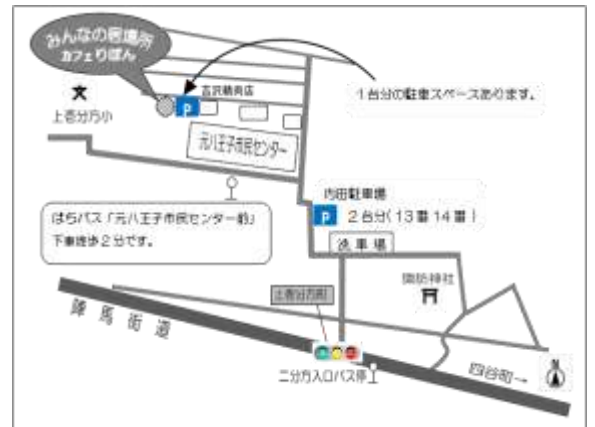 みんなの居場所
カフェりぼん
文
上壱分方小
吉沢精肉店
P
1台分の駐車スペースあります。
元八王子市民センター
はちバス「元八王子市民センター前」
下車徒歩2分です。
内田駐車場
P 2台分(13番14番)
洗車場
諏訪神社
上壱分方町
陣馬街道
二分方入口バス停
四谷町→
N